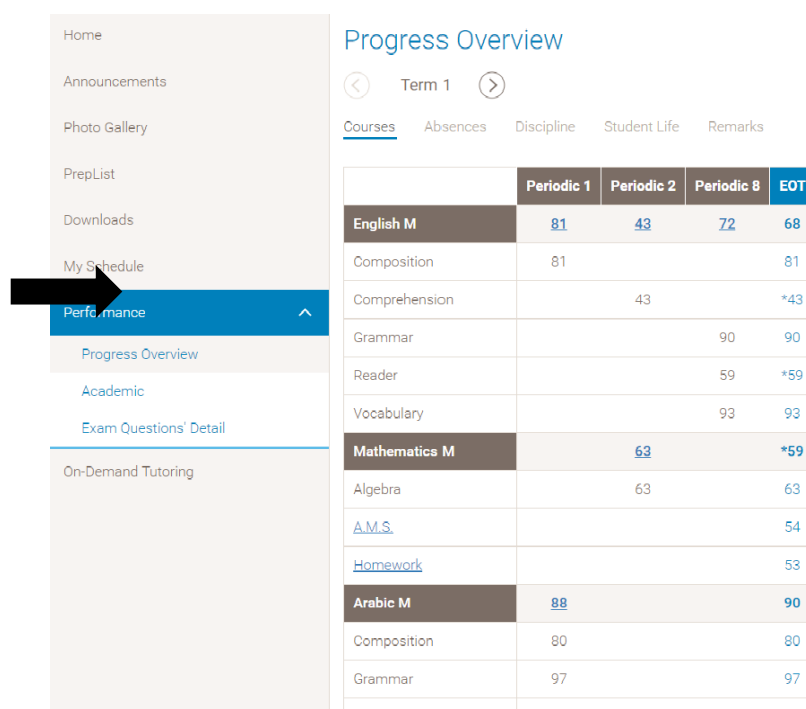 Home
Announcements
Photo Gallery
PrepList
Downloads
My Schedule
Performance
Progress Overview
Academic
Exam Questions' Detail
On-Demand Tutoring
Progress Overview
Term 1
Courses Absences Discipline Student Life Remarks
Periodic 1 Periodic 2 Periodic 8 EOT
English M 81 43 72 68
Composition 81 81
Comprehension 43 *43
Grammar 90 90
Reader 59 *59
Vocabulary 93 93
Mathematics M 63 *59
Algebra 63 63
A.M.S. 54
Homework 53
Arabic M 88 90
Composition 80 80
Grammar 97 97